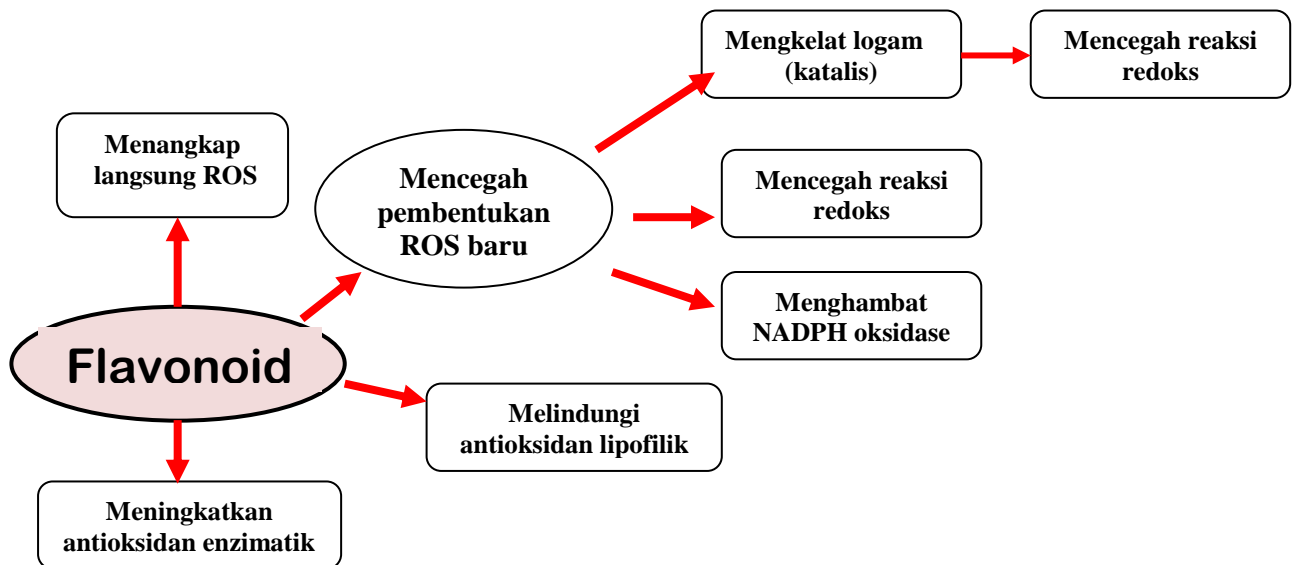 Mengkelat logam
(katalis)
Mencegah reaksi
redoks
Menangkap
langsung ROS
Mencegah
pembentukan
ROS baru
Mencegah reaksi
redoks
Menghambat
NADPH oksidase
Flavonoid
Melindungi
antioksidan lipofilik
Meningkatkan
antioksidan enzimatik